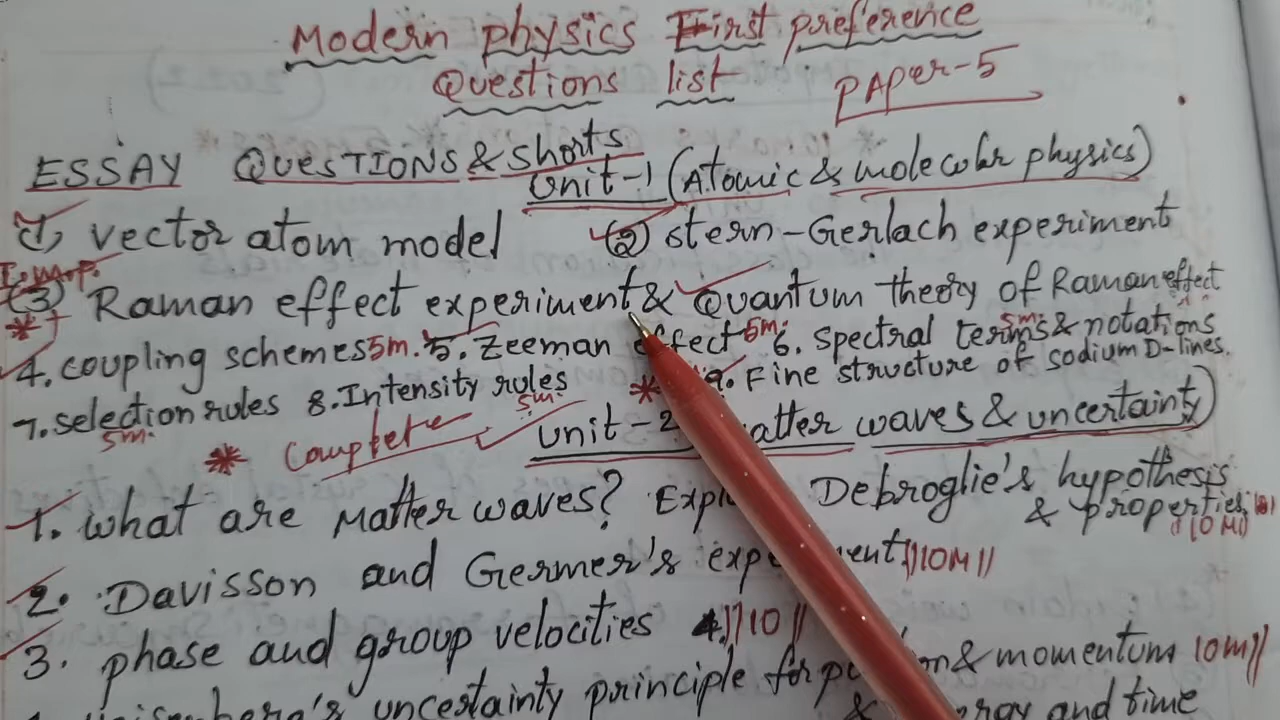 Modern physics First preference
Questions list PAPer-5
ESSAY QUESTIONS & Shorts
Unit-1 (Atomic & molecular physics)
1) vector atom model (2) stern-Gerlach experiment
Imp.
(3) Raman effect experiment & Quantum theory of Raman effect
4. coupling schemes 5m. 5. Zeeman effect 5m. 6. Spectral terms & notations 5m.
7. selection rules 5m. 8. Intensity rules 5m. * 9. Fine structure of sodium D-lines.
* Complete Unit-2 waves & uncertainty)
1. What are Matter waves? Debroglie's hypothesis & properties. (10M)
2. Davisson and Germer's 10M
3. phase and group velocities 4. 10
uncertainty principle for & momentum 10M
& and time